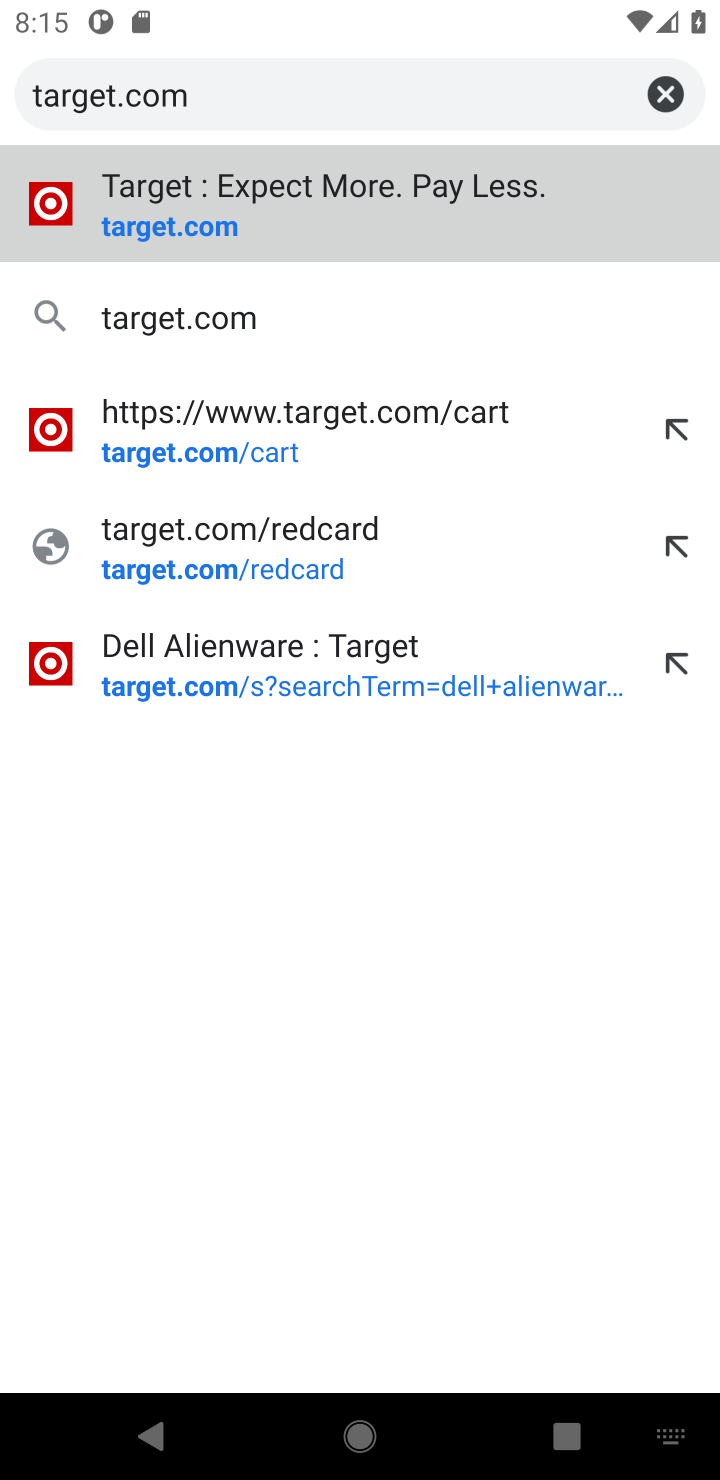 8:15
target.com
Target : Expect More. Pay Less.
target.com
target.com
https://www.target.com/cart
target.com/cart
target.com/redcard
target.com/redcard
Dell Alienware : Target
target.com/s?searchTerm=dell+alienwar...